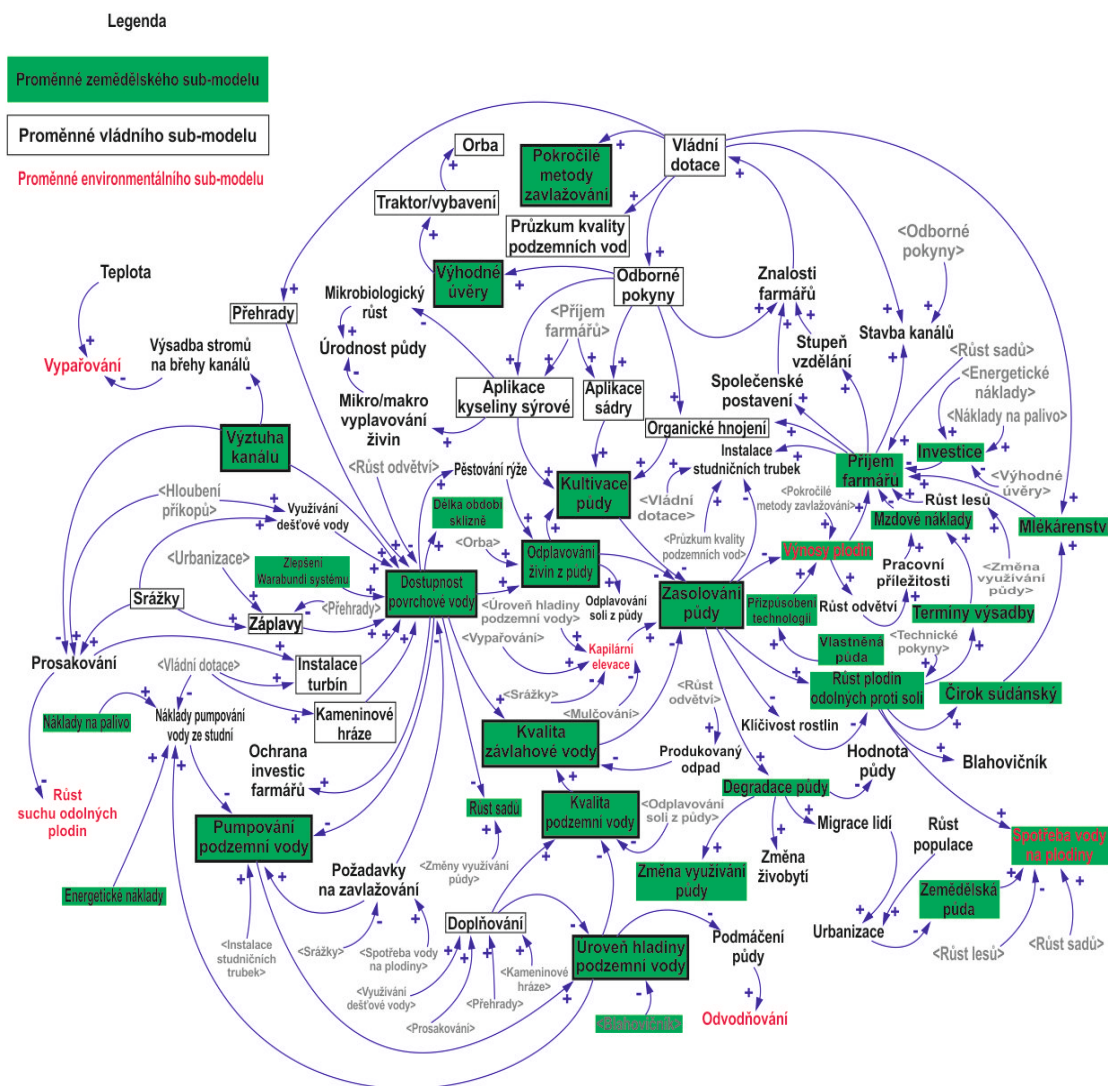 Legenda
Proměnné zemědělského sub-modelu
Proměnné vládního sub-modelu
Proměnné environmentálního sub-modelu
Orba
Pokročilé
metody
zavlažování
Vládní
dotace
Traktor/vybavení
Průzkum kvality
podzemních vod
<Odborné
pokyny>
Teplota
Výhodné
úvěry
Odborné
pokyny
Znalosti
farmářů
Přehrady
Mikrobiologický
růst
<Příjem
farmářů>
Stavba kanálů
Vypařování
Výsadba stromů
na břehy kanálů
Úrodnost půdy
Stupeň
vzdělání
<Růst sadů>
<Energetické
náklady>
Aplikace
kyseliny sýrové
Aplikace
sádry
Společenské
postavení
Mikro/makro
vyplavování
živin
<Náklady na palivo>
Organické hnojení
Výztuha
kanálu
Instalace
studničních trubek
Příjem
farmářů
Investice
<Růst odvětví>
Pěstování rýže
Kultivace
půdy
<Vládní
dotace>
<Pokročilé
metody zavlažování>
<Výhodné
úvěry>
Růst lesů
<Hloubení
příkopů>
Využívání
dešťové vody
Délka období
sklizně
Mzdové náklady
Mlékárenství
<Orba>
<Průzkum kvality
podzemních vod>
Výnosy plodin
<Urbanizace>
Zlepšení
Warabundi systému
Odplavování
živin z půdy
Pracovní
příležitosti
<Změna
využívání
půdy>
Dostupnost
povrchové vody
Zasolování
půdy
Přizpůsobení
technologií
Růst odvětví
Termíny výsadby
Srážky
<Přehrady>
Odplavování
soli z půdy
<Úroveň hladiny
podzemní vody>
Záplavy
<Vypařování>
Kapilární
elevace
Vlastněná
půda
<Technické
pokyny>
Prosakování
<Vládní dotace>
Instalace
turbín
<Růst
odvětví>
Růst plodin
odolných proti soli
Čirok súdánský
<Srážky>
<Mulčování>
Náklady na palivo
Náklady pumpování
vody ze studní
Kameninové
hráze
Kvalita
závlahové vody
Klíčivost rostlin
Ochrana
investic
farmářů
Produkovaný
odpad
Hodnota
půdy
Blahovičník
Růst
suchu odolných
plodin
Růst sadů
Degradace půdy
Kvalita
podzemní vody
<Odplavování
soli z půdy>
Migrace lidí
Růst
populace
Pumpování
podzemní vody
Spotřeba vody
na plodiny
Požadavky
na zavlažování
<Změny využívání
půdy>
Změna využívání
půdy
Změna
živobytí
Energetické náklady
Zemědělská
půda
Doplňování
Urbanizace
<Instalace
studničních
trubek>
<Srážky>
<Spotřeba vody
na plodiny>
Úroveň hladiny
podzemní vody
Podmáčení
půdy
<Růst lesů>
<Růst sadů>
<Kameninové
hráze>
<Využívání
dešťové vody>
<Přehrady>
<Prosakování>
<Blahovičník>
Odvodňování